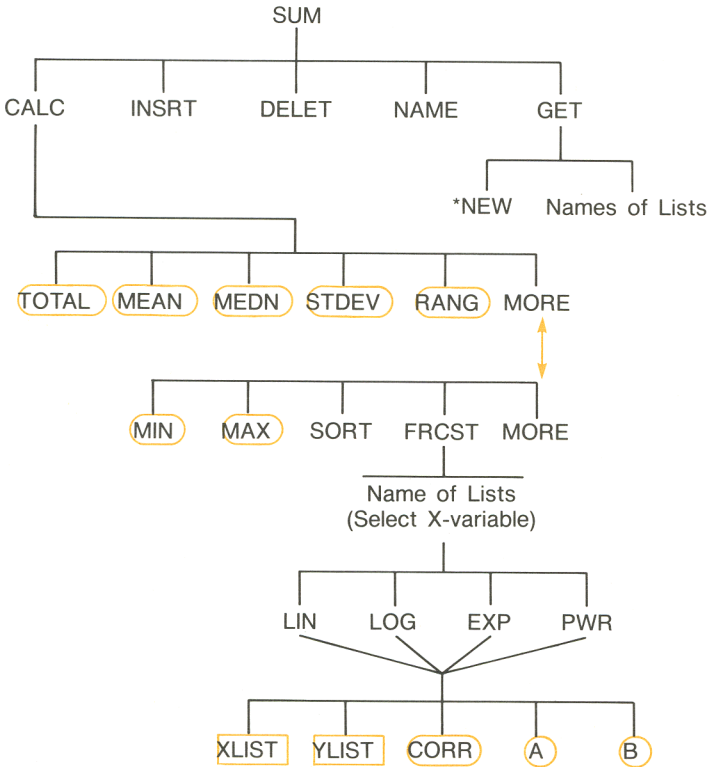 SUM
CALC INSRT DELET NAME GET
*NEW Names of Lists
TOTAL MEAN MEDN STDEV RANG MORE
MIN MAX SORT FRCST MORE
Name of Lists
(Select X-variable)
LIN LOG EXP PWR
XLIST YLIST CORR A B